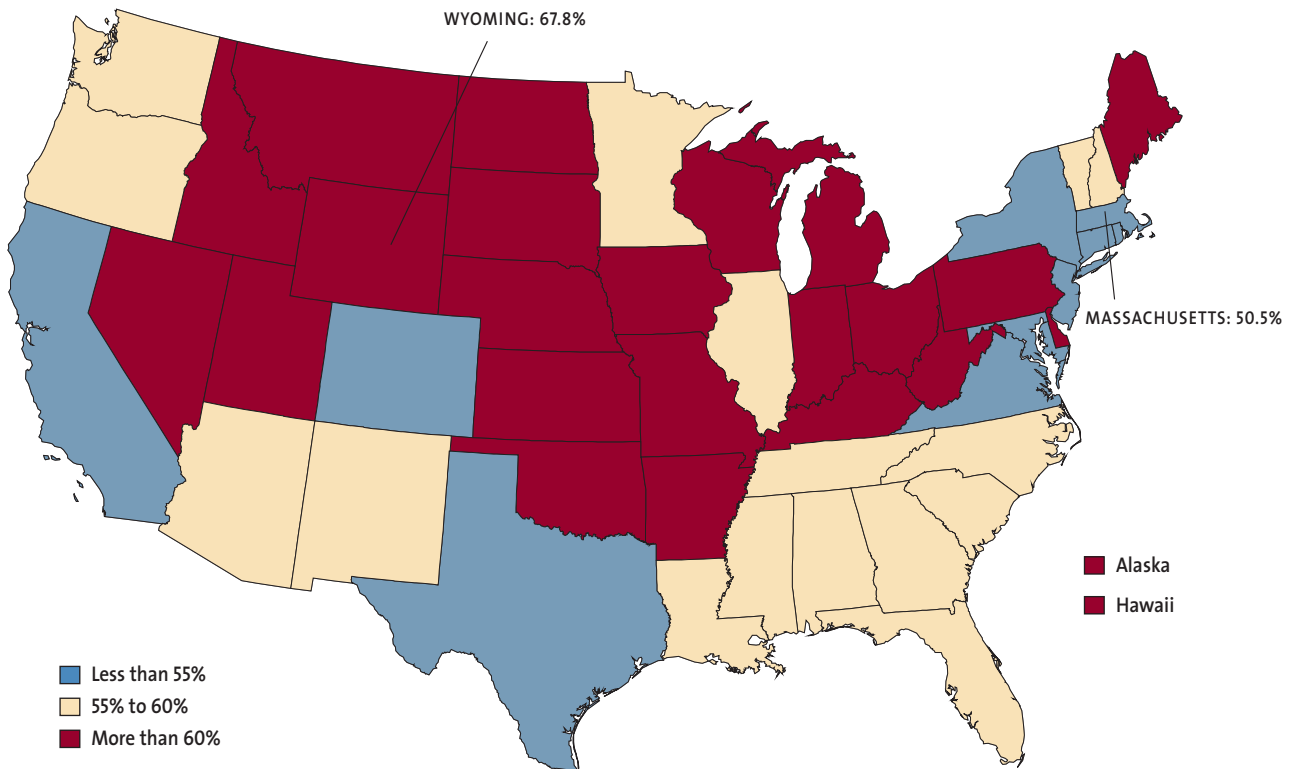 WYOMING: 67.8%
MASSACHUSETTS: 50.5%
Alaska
Hawaii
Less than 55%
55% to 60%
More than 60%